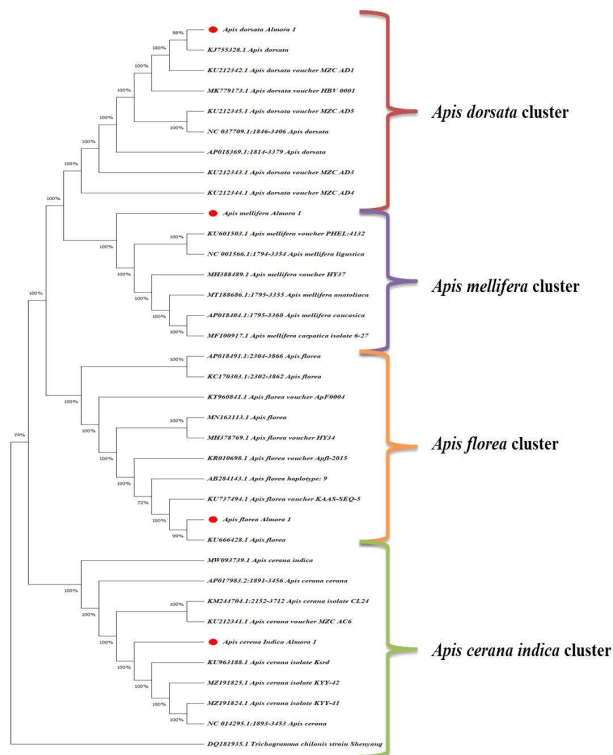 98% Apis dorsata Almora 1
100% KJ755328.1 Apis dorsata
100% KU212342.1 Apis dorsata voucher MZC AD1
100% MK779173.1 Apis dorsata voucher HBV 0001
KU212345.1 Apis dorsata voucher MZC AD5
100%
100% NC 037709.1:1846-3406 Apis dorsata
Apis dorsata cluster
100% AP018369.1:1814-3379 Apis dorsata
100% KU212343.1 Apis dorsata voucher MZC AD3
100% KU212344.1 Apis dorsata voucher MZC AD4
Apis mellifera Almora 1
100% KU601503.1 Apis mellifera voucher PHEL:4132
100%
100% NC 001566.1:1794-3354 Apis mellifera ligustica
100% MH388489.1 Apis mellifera voucher HY37
Apis mellifera cluster
100% MT188686.1:1795-3355 Apis mellifera anatoliaca
100% AP018404.1:1795-3360 Apis mellifera caucasica
100% MF100917.1 Apis mellifera carpatica isolate 6-27
100% AP018491.1:2304-3866 Apis florea
100% KC170303.1:2302-3862 Apis florea
KT960841.1 Apis florea voucher ApF0004
100% MN163113.1 Apis florea
100%
100% MH378769.1 Apis florea voucher HY34
Apis florea cluster
74%
100% KR010698.1 Apis florea voucher Apfl-2015
100% AB284143.1 Apis florea haplotype: 9
72% KU737494.1 Apis florea voucher KAAS-SEQ-5
100% Apis florea Almora 1
99% KU666428.1 Apis florea
MW093739.1 Apis cerana indica
100%
100% AP017983.2:1891-3456 Apis cerana cerana
100% KM244704.1:2152-3712 Apis cerana isolate CL24
100% KU212341.1 Apis cerana voucher MZC AC6
Apis cerana Indica Almora 1
Apis cerana indica cluster
100% KU963188.1 Apis cerana isolate Ksrd
100% MZ191825.1 Apis cerana isolate KYY-42
100% MZ191824.1 Apis cerana isolate KYY-41
100% NC 014295.1:1893-3453 Apis cerana
DQ181935.1 Trichogramma chilonis strain Shenyang